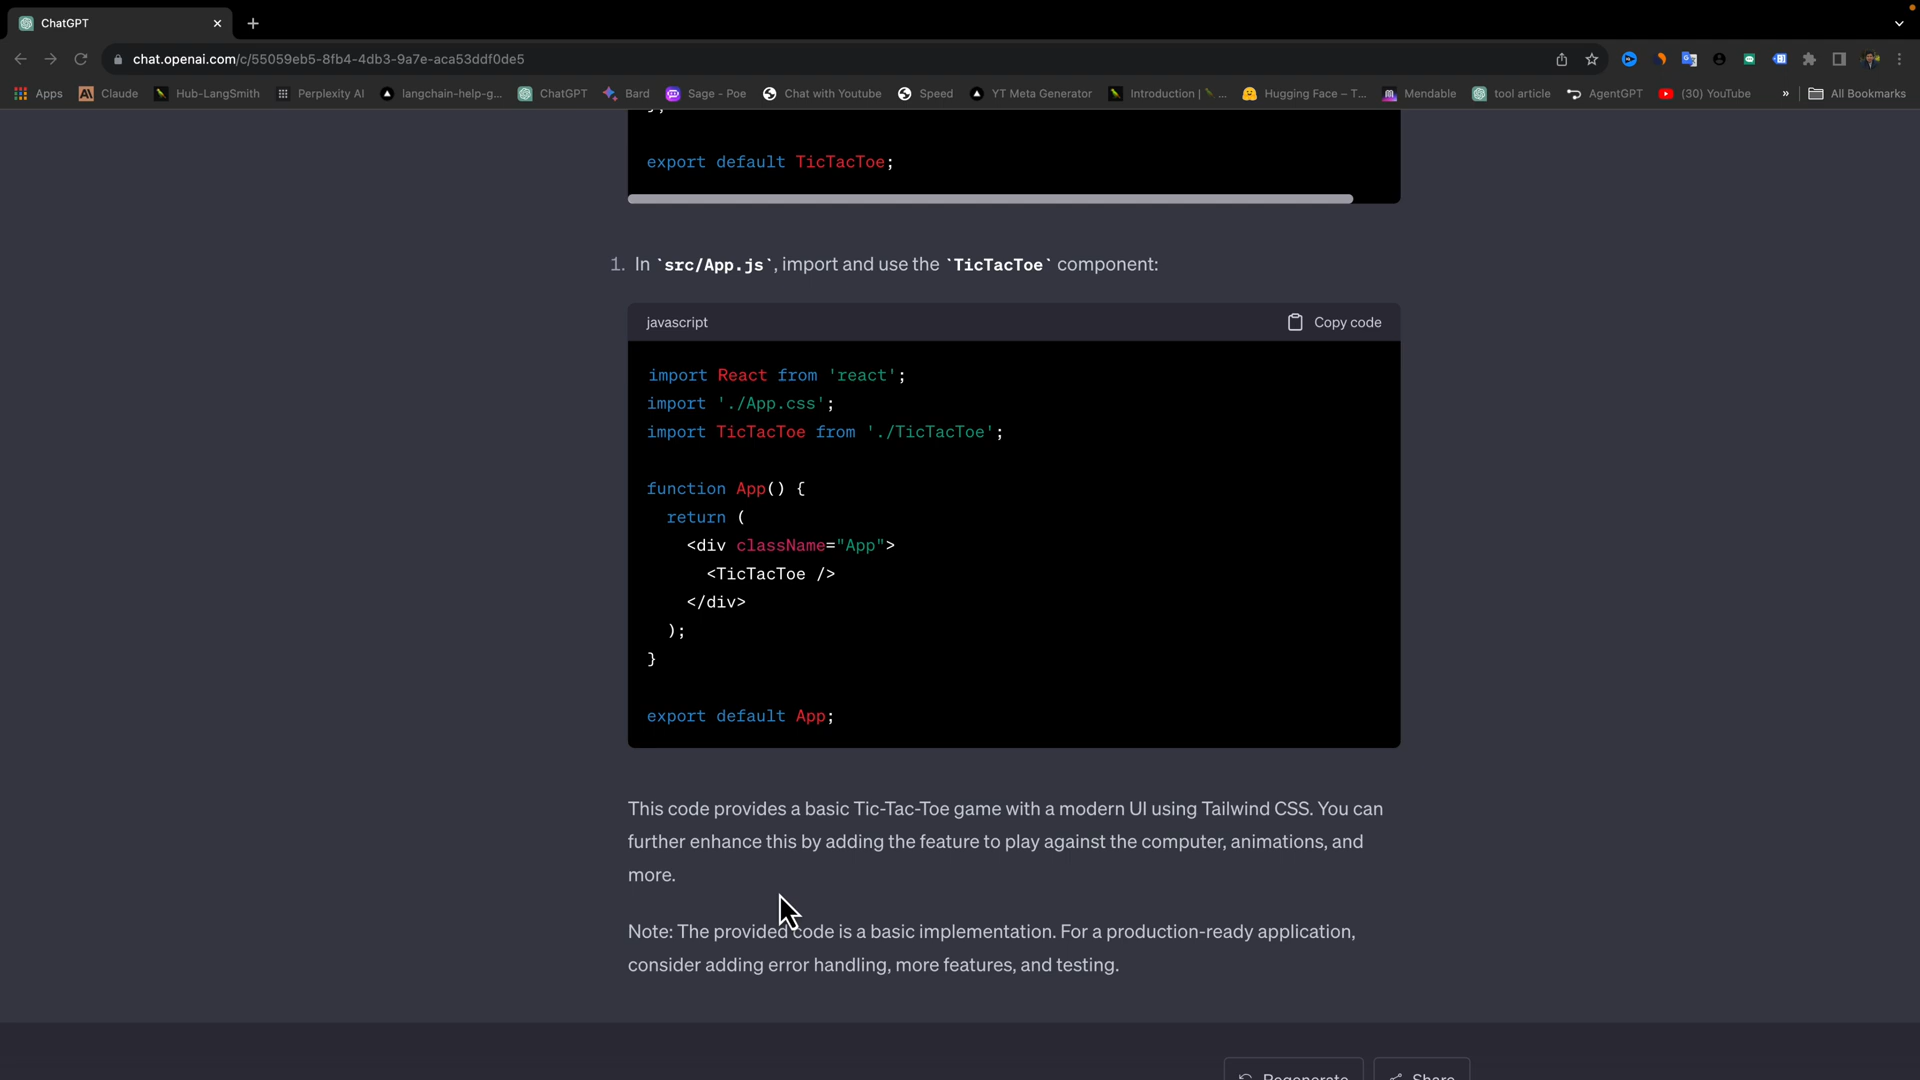 ChatGPT
chat.openai.com/c/55059eb5-8fb4-4db3-9a7e-aca53ddf0de5
Apps Claude Hub-LangSmith Perplexity AI langchain-help-g... ChatGPT Bard Sage - Poe Chat with Youtube Speed YT Meta Generator Introduction | ... Hugging Face – T... Mendable tool article AgentGPT (30) YouTube » All Bookmarks
export default TicTacToe;
1. In `src/App.js`, import and use the `TicTacToe` component:
javascript Copy code
import React from 'react';
import './App.css';
import TicTacToe from './TicTacToe';
function App() {
return (
<div className="App">
<TicTacToe />
</div>
);
}
export default App;
This code provides a basic Tic-Tac-Toe game with a modern UI using Tailwind CSS. You can
further enhance this by adding the feature to play against the computer, animations, and
more.
Note: The provided code is a basic implementation. For a production-ready application,
consider adding error handling, more features, and testing.
Regenerate Share